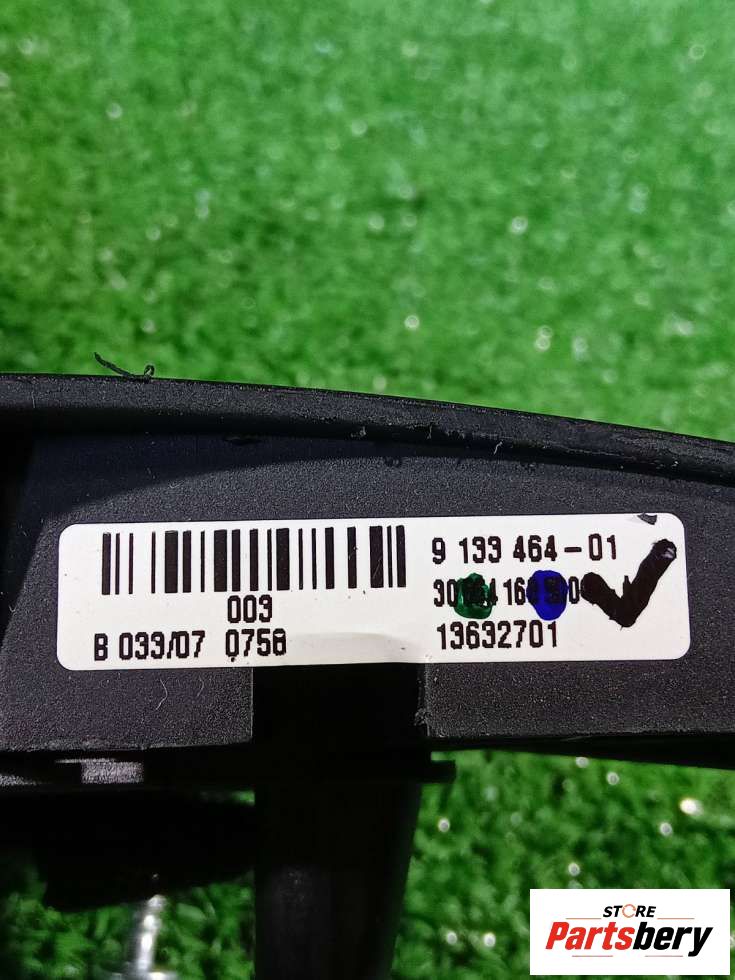 9 133 464-01
003
B 033/07 0758
13632701
STORE
Partsbery